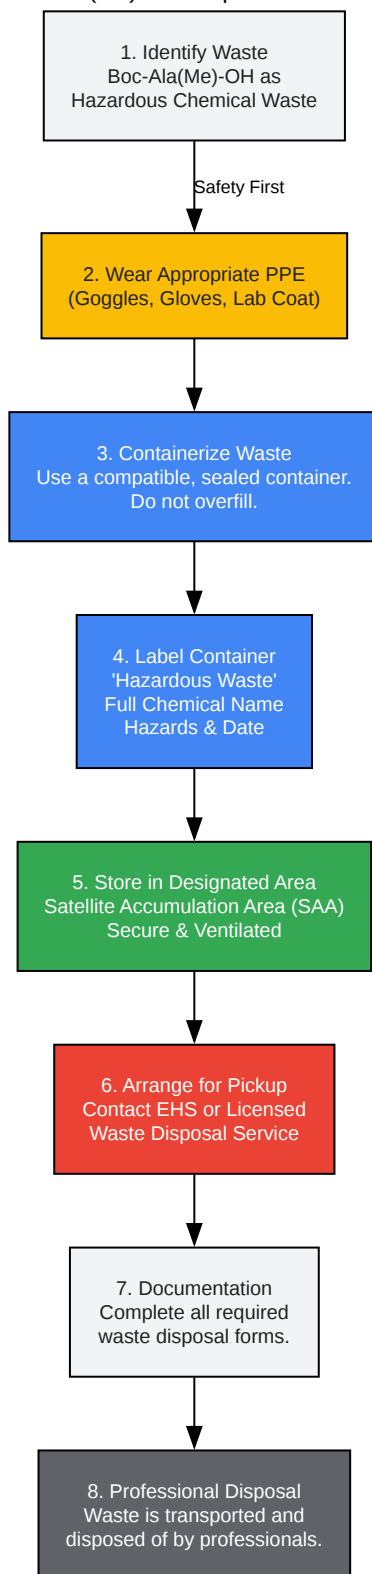 1. Identify Waste
Boc-Ala(Me)-OH as
Hazardous Chemical Waste
Safety First
2. Wear Appropriate PPE
(Goggles, Gloves, Lab Coat)
3. Containerize Waste
Use a compatible, sealed container.
Do not overfill.
4. Label Container
'Hazardous Waste'
Full Chemical Name
Hazards & Date
5. Store in Designated Area
Satellite Accumulation Area (SAA)
Secure & Ventilated
6. Arrange for Pickup
Contact EHS or Licensed
Waste Disposal Service
7. Documentation
Complete all required
waste disposal forms.
8. Professional Disposal
Waste is transported and
disposed of by professionals.